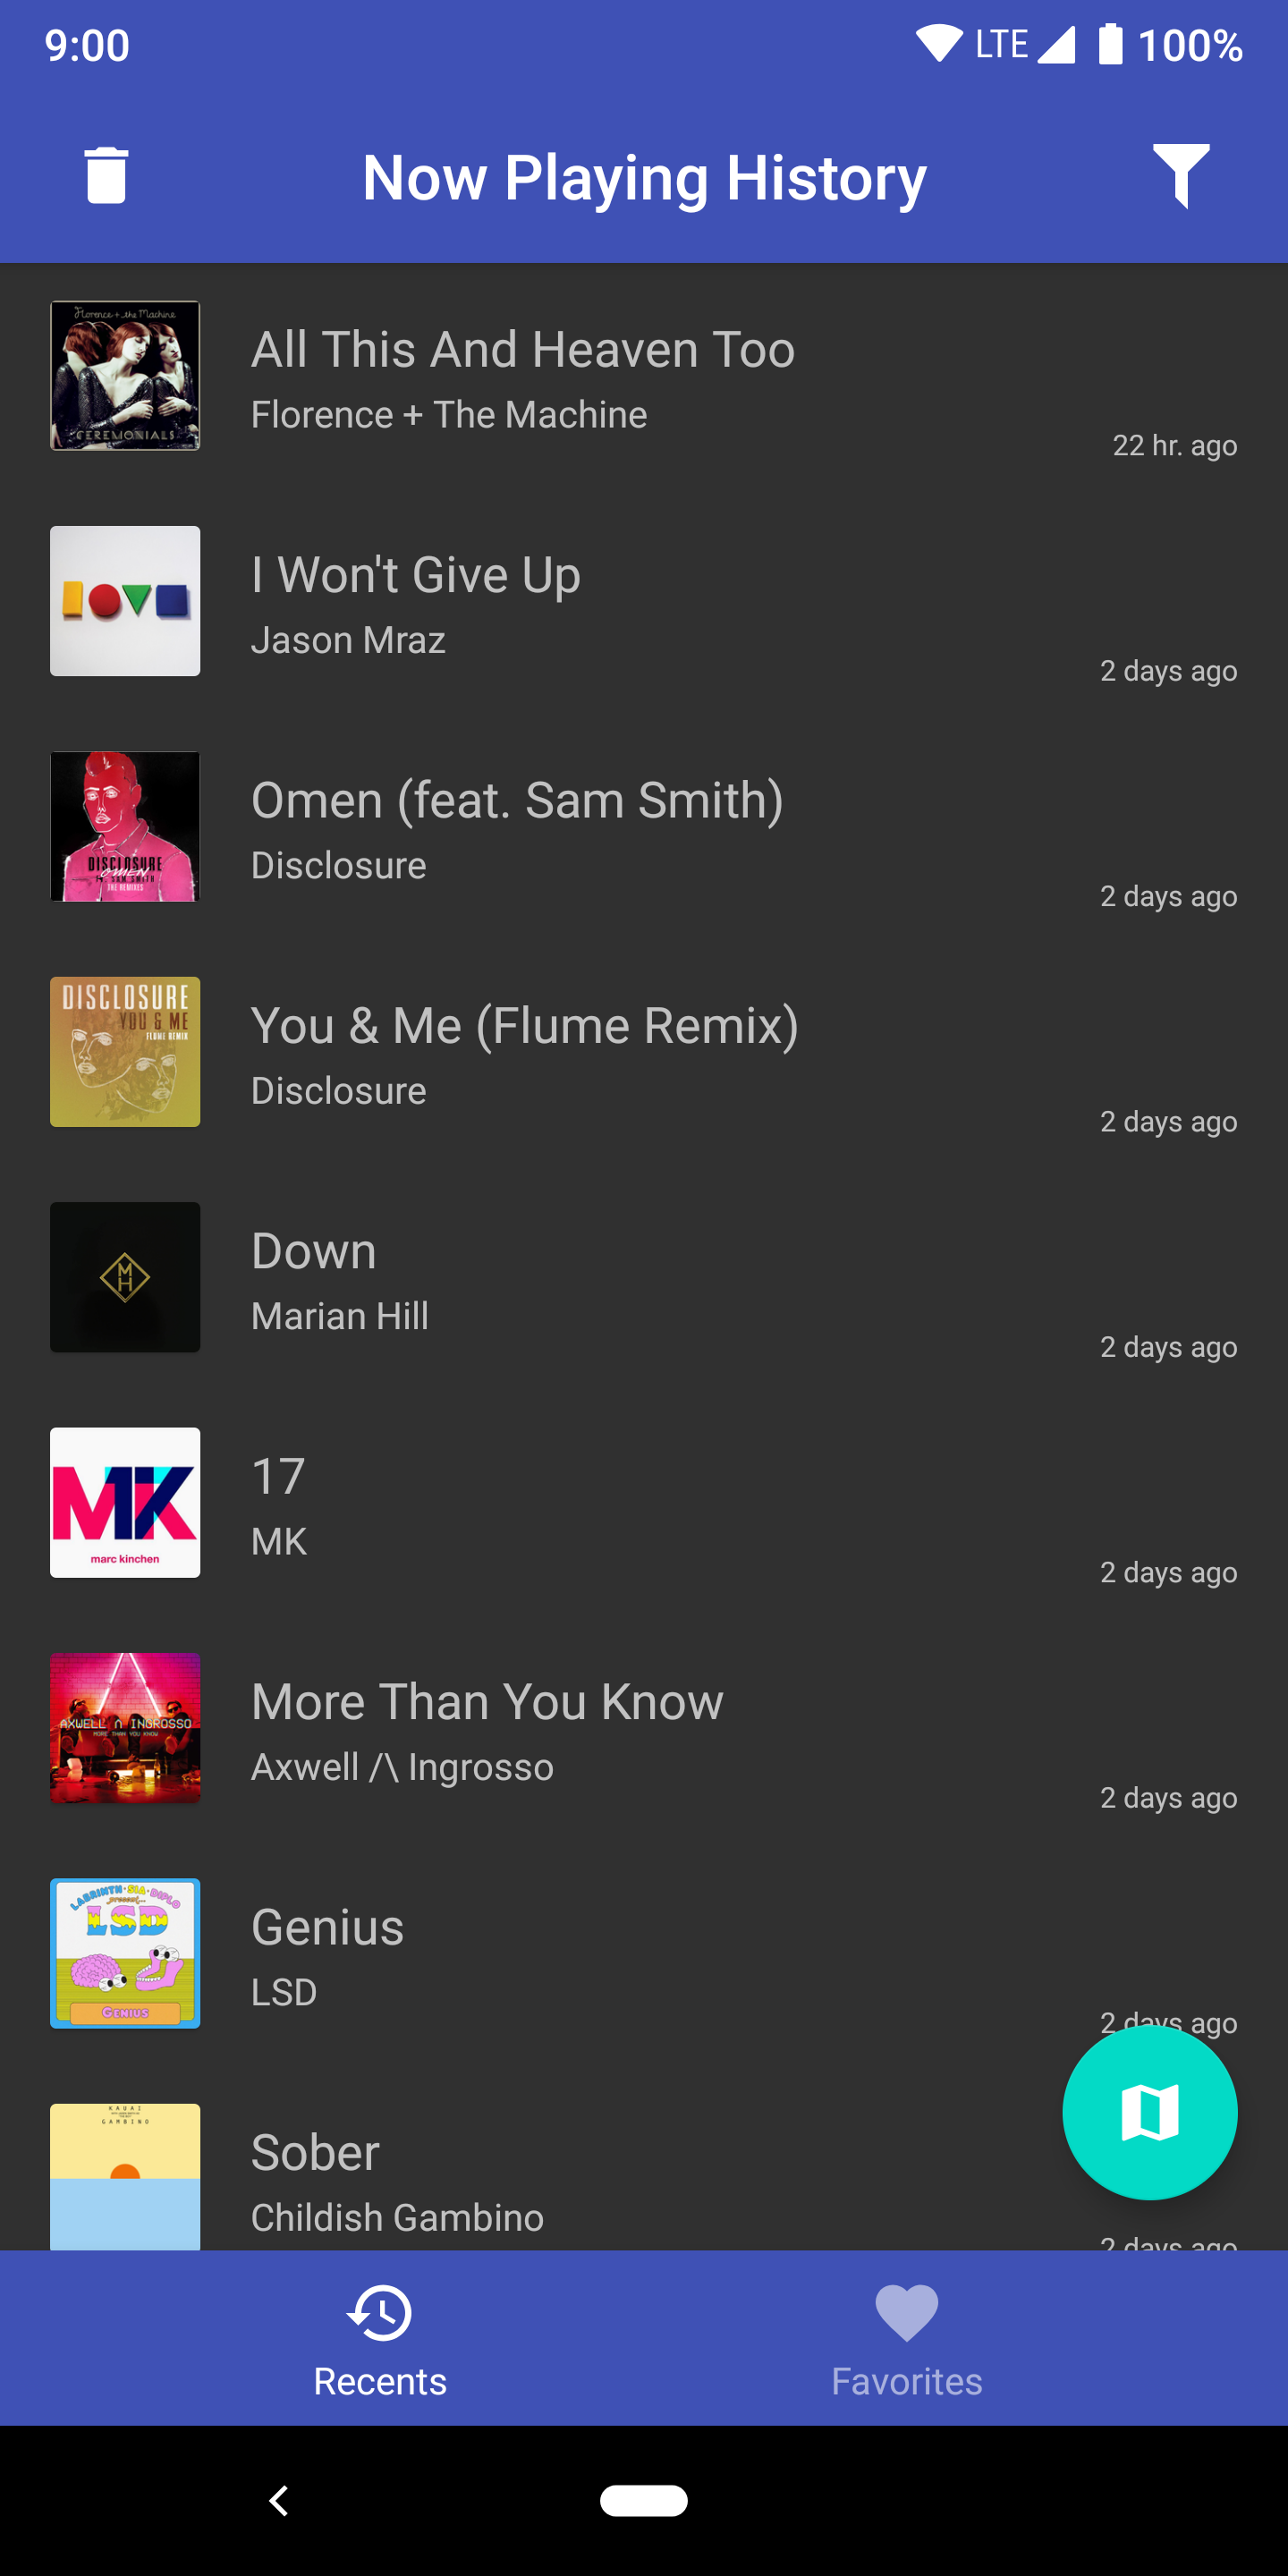 9:00 LTE 100%
Now Playing History
Florence + the Machine
CEREMONIALS
All This And Heaven Too
Florence + The Machine
22 hr. ago
I Won't Give Up
Jason Mraz
2 days ago
DISCLOSURE
OMEN
FT. SAM SMITH
THE REMIXES
Omen (feat. Sam Smith)
Disclosure
2 days ago
DISCLOSURE
YOU & ME
FLUME REMIX
You & Me (Flume Remix)
Disclosure
2 days ago
MH
Down
Marian Hill
2 days ago
MK
marc kinchen
17
MK
2 days ago
AXWELL Λ INGROSSO
MORE THAN YOU KNOW
More Than You Know
Axwell /\ Ingrosso
2 days ago
LABRINTH · SIA · DIPLO
present...
LSD
GENIUS
Genius
LSD
2 days ago
KAUAI
GAMBINO
Sober
Childish Gambino
2 days ago
Recents
Favorites